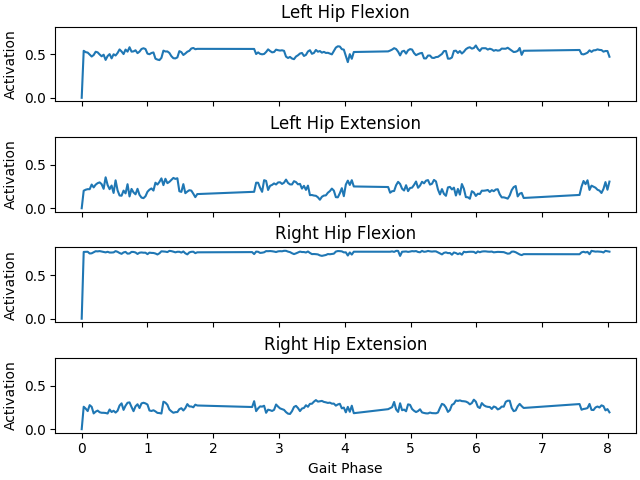 Left Hip Flexion
Activation
0.5
0.0
Left Hip Extension
Activation
0.5
0.0
Right Hip Flexion
Activation
0.5
0.0
Right Hip Extension
Activation
0.5
0.0
0 1 2 3 4 5 6 7 8
Gait Phase